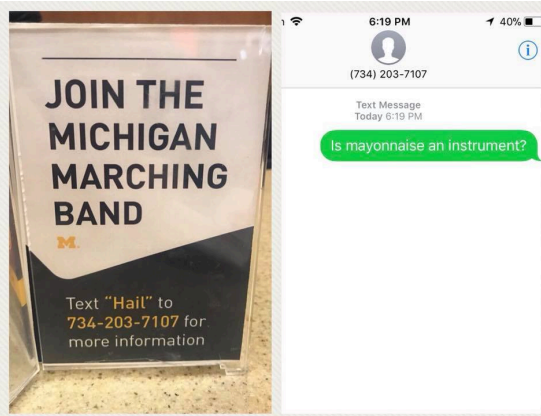 JOIN THE
MICHIGAN
MARCHING
BAND
M.
Text "Hail" to
734-203-7107 for
more information
6:19 PM
40%
(734) 203-7107
Text Message
Today 6:19 PM
Is mayonnaise an instrument?